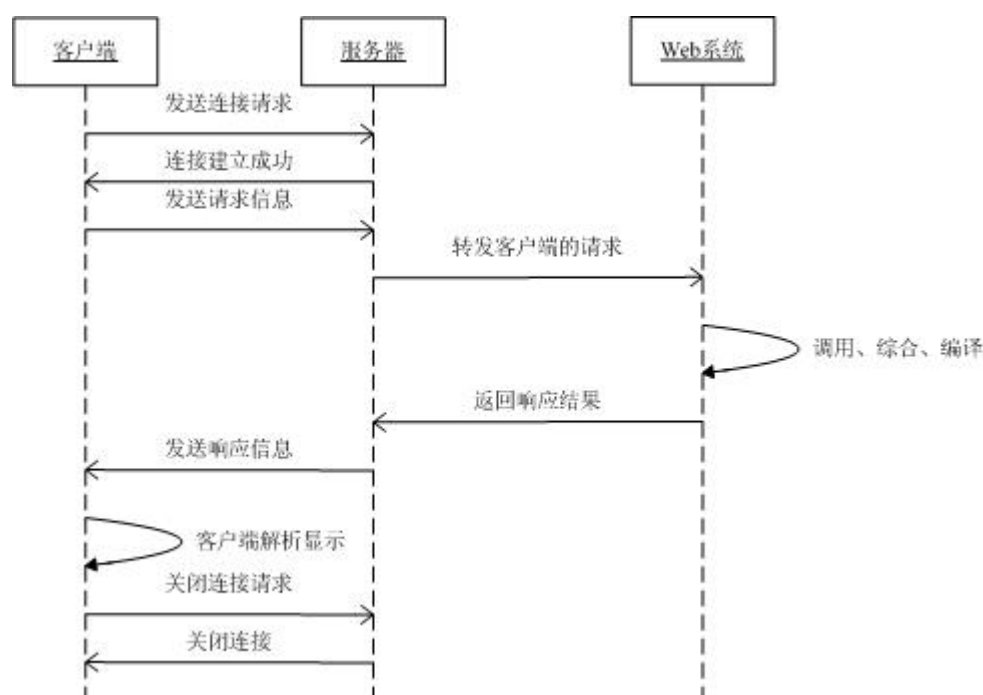 客户端
服务器
Web系统
发送连接请求
连接建立成功
发送请求信息
转发客户端的请求
调用、综合、编译
返回响应结果
发送响应信息
客户端解析显示
关闭连接请求
关闭连接